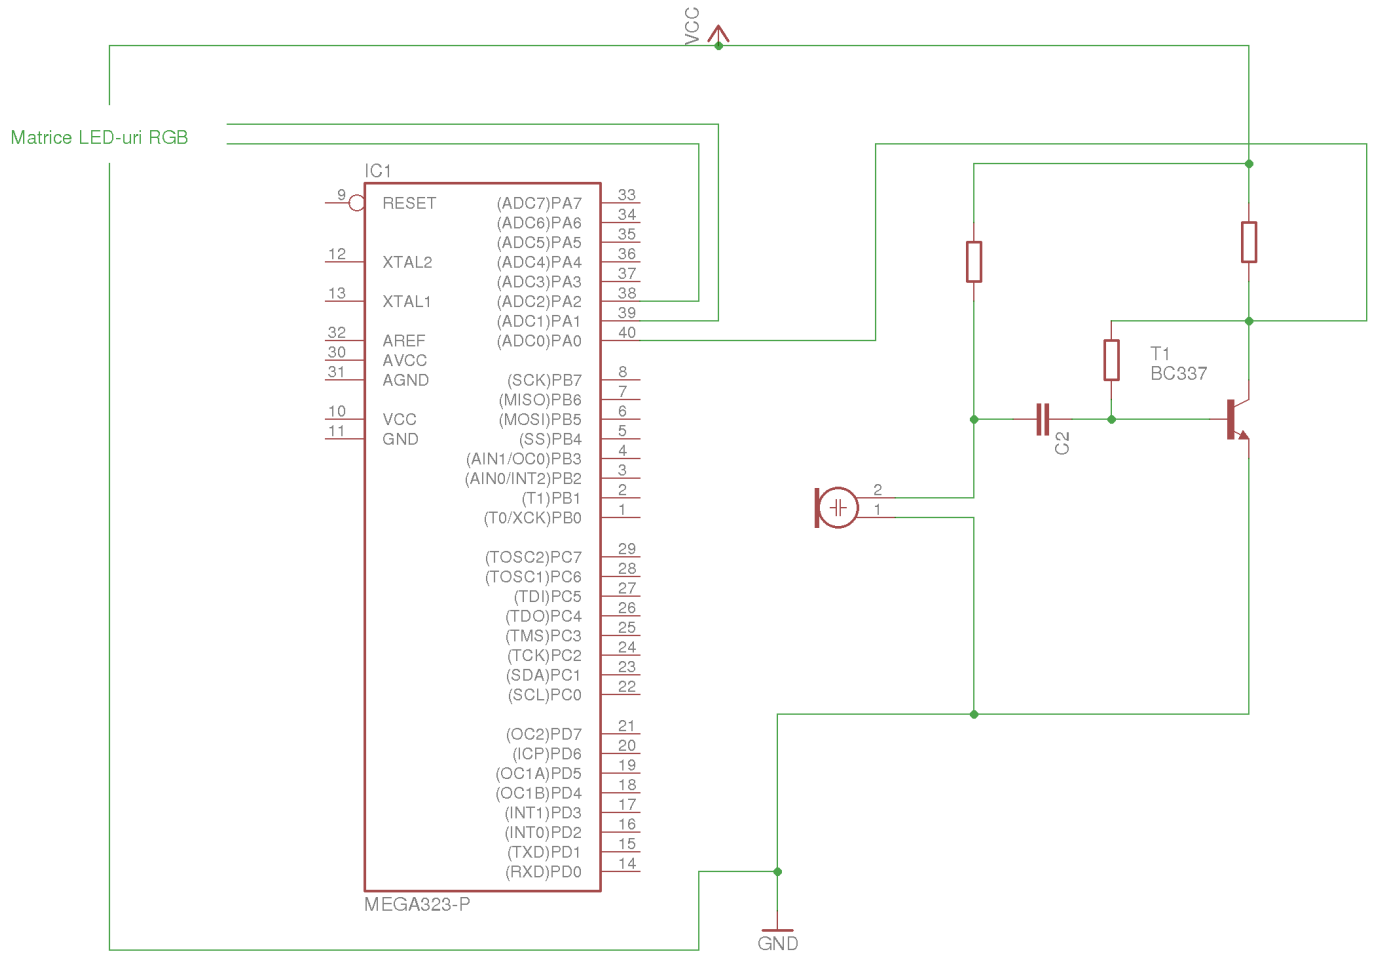 VCC
Matrice LED-uri RGB
IC1
9 RESET (ADC7)PA7 33
(ADC6)PA6 34
(ADC5)PA5 35
12 XTAL2 (ADC4)PA4 36
(ADC3)PA3 37
13 XTAL1 (ADC2)PA2 38
(ADC1)PA1 39
32 AREF (ADC0)PA0 40
30 AVCC
31 AGND (SCK)PB7 8
(MISO)PB6 7
10 VCC (MOSI)PB5 6
11 GND (SS)PB4 5
(AIN1/OC0)PB3 4
(AIN0/INT2)PB2 3
(T1)PB1 2
(T0/XCK)PB0 1
(TOSC2)PC7 29
(TOSC1)PC6 28
(TDI)PC5 27
(TDO)PC4 26
(TMS)PC3 25
(TCK)PC2 24
(SDA)PC1 23
(SCL)PC0 22
(OC2)PD7 21
(ICP)PD6 20
(OC1A)PD5 19
(OC1B)PD4 18
(INT1)PD3 17
(INT0)PD2 16
(TXD)PD1 15
(RXD)PD0 14
MEGA323-P
T1
BC337
C2
2
1
GND